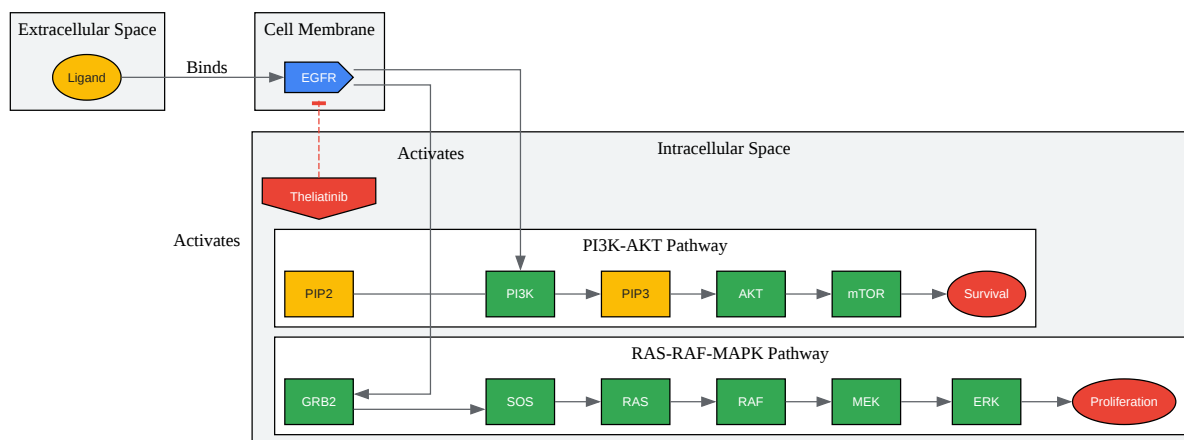 Extracellular Space
Cell Membrane
Ligand
Binds
EGFR
Activates
Intracellular Space
Theliatinib
Activates
PI3K-AKT Pathway
PIP2
PI3K
PIP3
AKT
mTOR
Survival
RAS-RAF-MAPK Pathway
GRB2
SOS
RAS
RAF
MEK
ERK
Proliferation